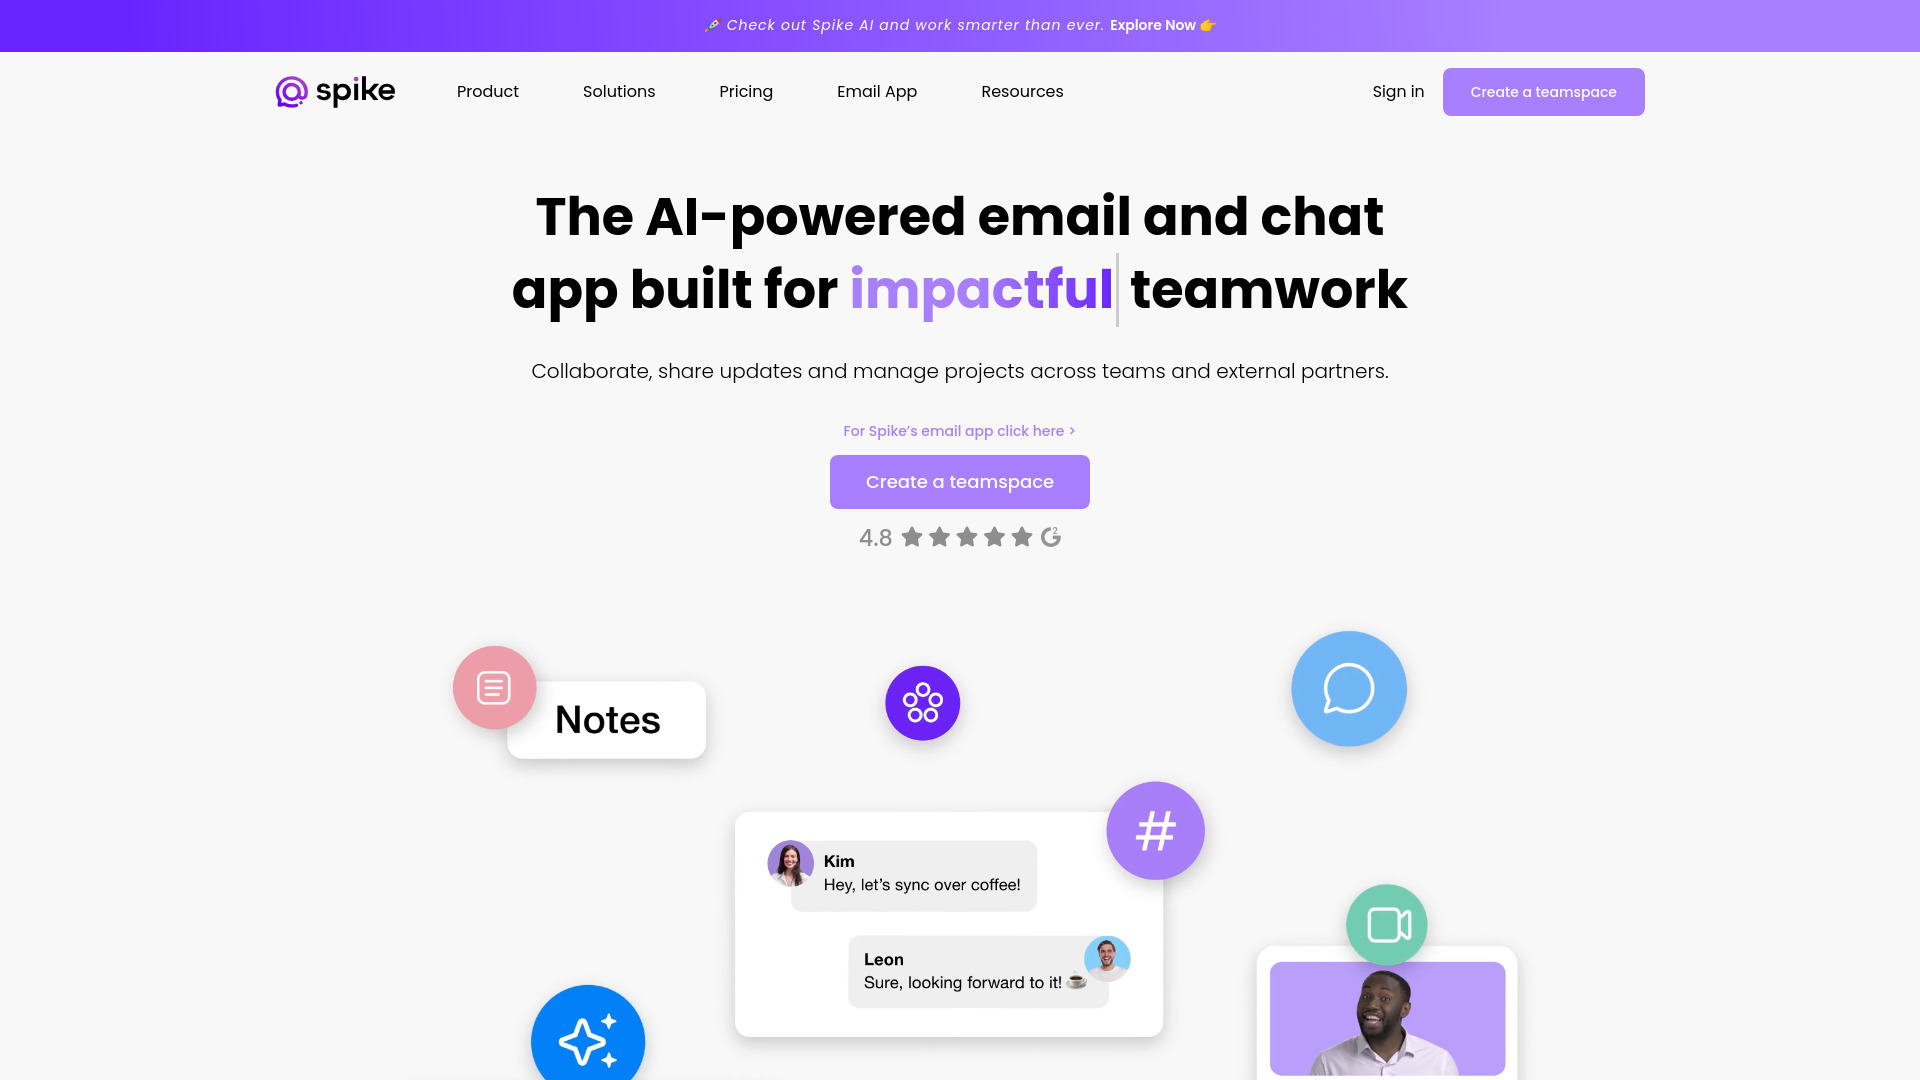 🚀 Check out Spike AI and work smarter than ever. Explore Now 👉
spike
Product
Solutions
Pricing
Email App
Resources
Sign in
Create a teamspace
The AI-powered email and chat
app built for impactful teamwork
Collaborate, share updates and manage projects across teams and external partners.
For Spike’s email app click here >
Create a teamspace
4.8
G2
Notes
#
Kim
Hey, let’s sync over coffee!
Leon
Sure, looking forward to it! ☕